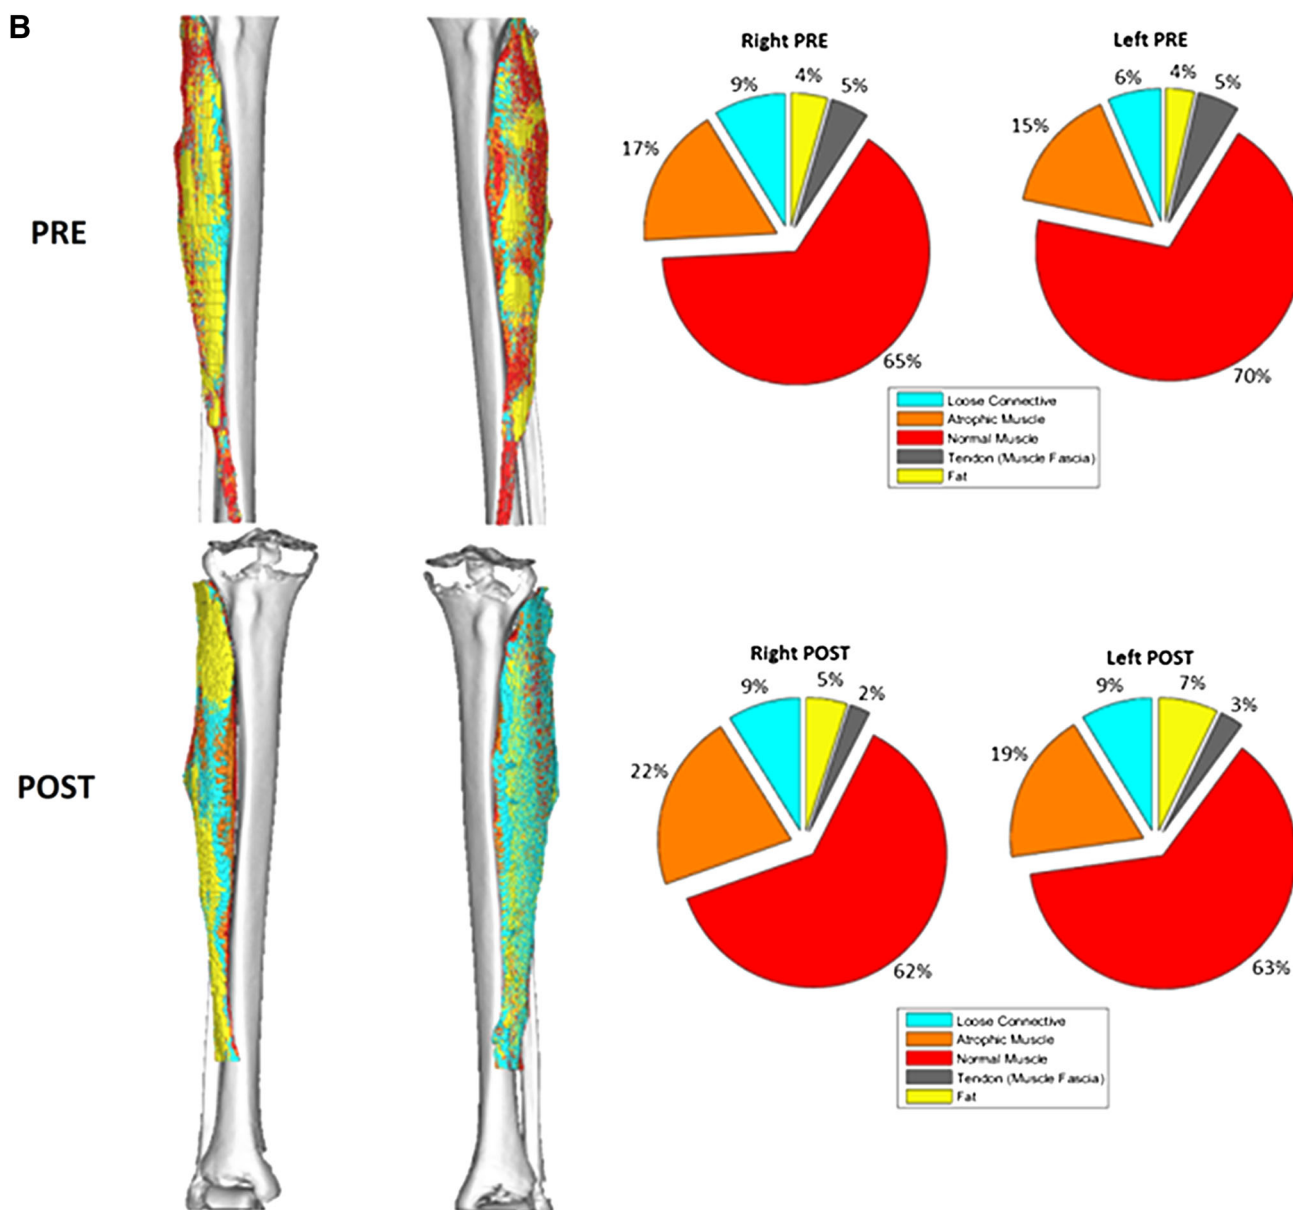 B
PRE
Right PRE
9%
4%
5%
17%
65%
Left PRE
6%
4%
5%
15%
70%
Loose Connective
Atrophic Muscle
Normal Muscle
Tendon (Muscle Fascia)
Fat
POST
Right POST
9%
5%
2%
22%
62%
Left POST
9%
7%
3%
19%
63%
Loose Connective
Atrophic Muscle
Normal Muscle
Tendon (Muscle Fascia)
Fat